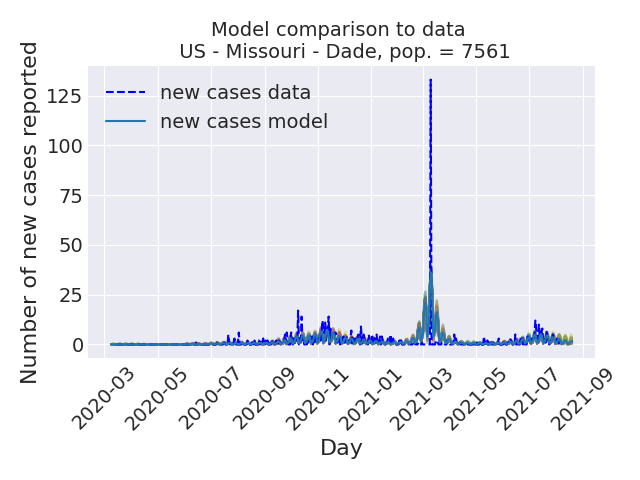 Model comparison to data
US - Missouri - Dade, pop. = 7561
Number of new cases reported
new cases data
new cases model
125
100
75
50
25
0
2020-03
2020-05
2020-07
2020-09
2020-11
2021-01
2021-03
2021-05
2021-07
2021-09
Day